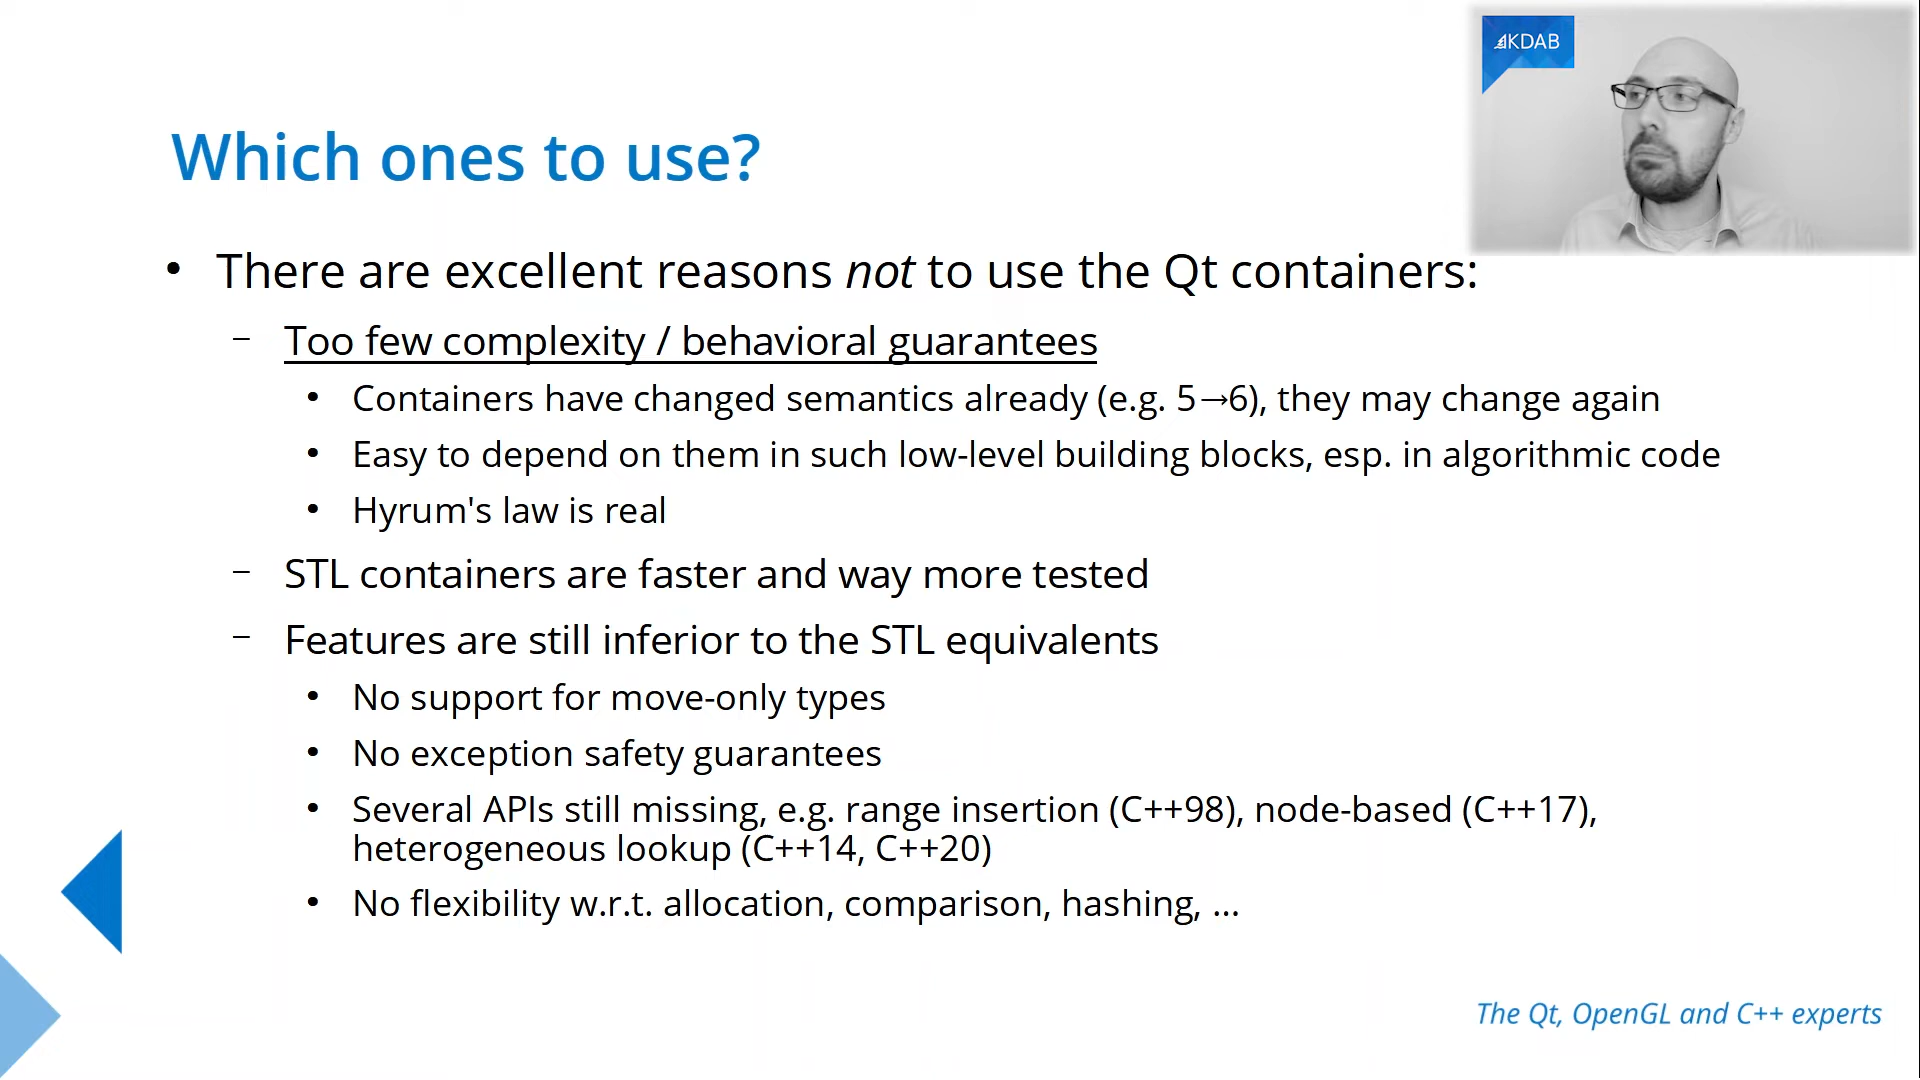 KDAB
Which ones to use?
• There are excellent reasons not to use the Qt containers:
– Too few complexity / behavioral guarantees
• Containers have changed semantics already (e.g. 5→6), they may change again
• Easy to depend on them in such low-level building blocks, esp. in algorithmic code
• Hyrum's law is real
– STL containers are faster and way more tested
– Features are still inferior to the STL equivalents
• No support for move-only types
• No exception safety guarantees
• Several APIs still missing, e.g. range insertion (C++98), node-based (C++17),
heterogeneous lookup (C++14, C++20)
• No flexibility w.r.t. allocation, comparison, hashing, ...
The Qt, OpenGL and C++ experts